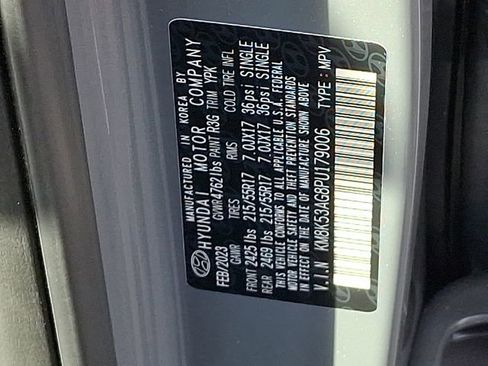 MANUFACTURED IN KOREA BY
HYUNDAI MOTOR COMPANY
FEB/2023 GVWR4762 lbs PAINT R3G TRIM YPK
GAWR TIRES RIMS COLD TIRE INFL
FRONT 2425 lbs 215/55R17 7.0JX17 36psi SINGLE
REAR 2469 lbs 215/55R17 7.0JX17 36psi SINGLE
THIS VEHICLE CONFORMS TO ALL APPLICABLE U.S.A. FEDERAL
MOTOR VEHICLE SAFETY, BUMPER AND THEFT PREVENTION STANDARDS
IN EFFECT ON THE DATE OF MANUFACTURE SHOWN ABOVE.
V.I.N: KM8K53AG8PU179006 TYPE : MPV